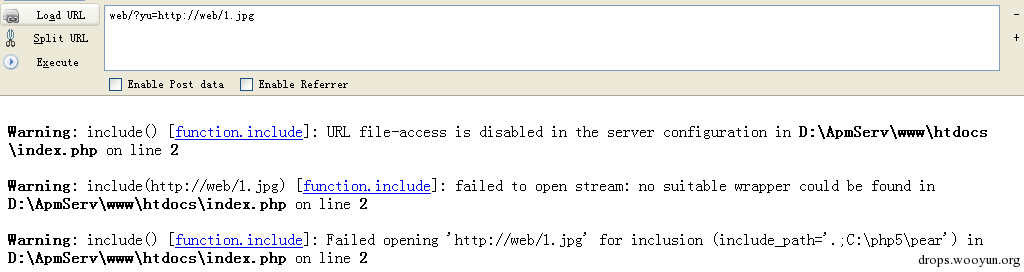 Load URL
web/?yu=http://web/1.jpg
Split URL
Execute
-
+
Enable Post data Enable Referrer
Warning: include() [function.include]: URL file-access is disabled in the server configuration in D:\ApmServ\www\htdocs
\index.php on line 2
Warning: include(http://web/1.jpg) [function.include]: failed to open stream: no suitable wrapper could be found in
D:\ApmServ\www\htdocs\index.php on line 2
Warning: include() [function.include]: Failed opening 'http://web/1.jpg' for inclusion (include_path='.;C:\php5\pear') in
D:\ApmServ\www\htdocs\index.php on line 2
drops.wooyun.org